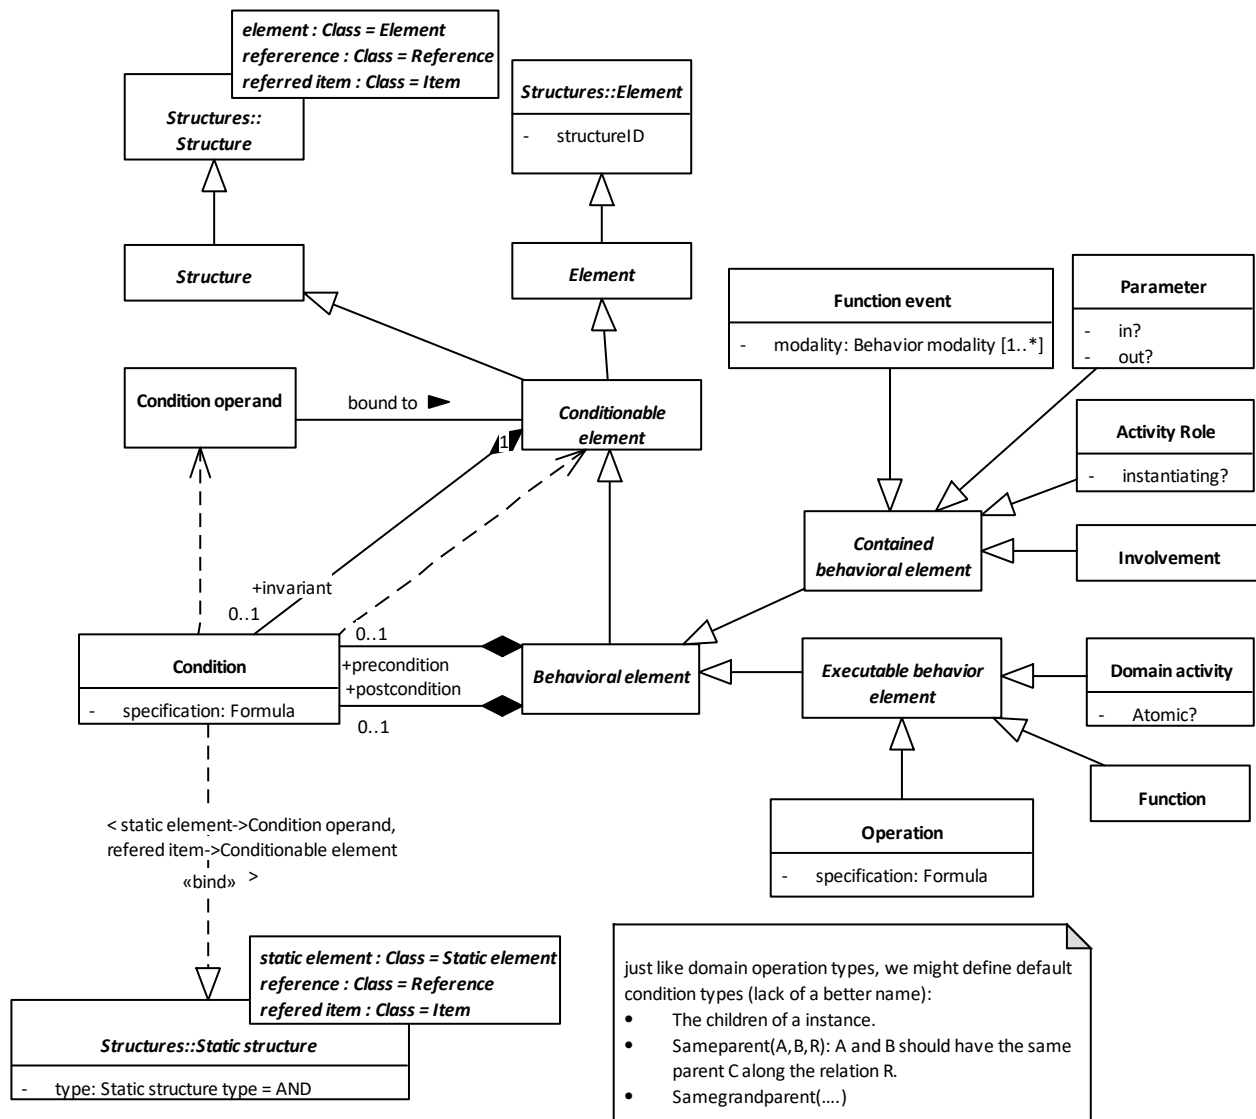 element : Class = Element
refererence : Class = Reference
referred item : Class = Item
Structures::
Structure
Structures::Element
- structureID
Structure
Element
Function event
- modality: Behavior modality [1..*]
Parameter
- in?
- out?
Condition operand
bound to
Conditionable
element
1
Activity Role
- instantiating?
Contained
behavioral element
Involvement
+invariant
0..1
0..1
Condition
- specification: Formula
+precondition
+postcondition
0..1
Behavioral element
Executable behavior
element
Domain activity
- Atomic?
Function
Operation
- specification: Formula
< static element->Condition operand,
refered item->Conditionable element
«bind» >
static element : Class = Static element
reference : Class = Reference
refered item : Class = Item
Structures::Static structure
- type: Static structure type = AND
just like domain operation types, we might define default
condition types (lack of a better name):
• The children of a instance.
• Sameparent(A,B,R): A and B should have the same
parent C along the relation R.
• Samegrandparent(....)